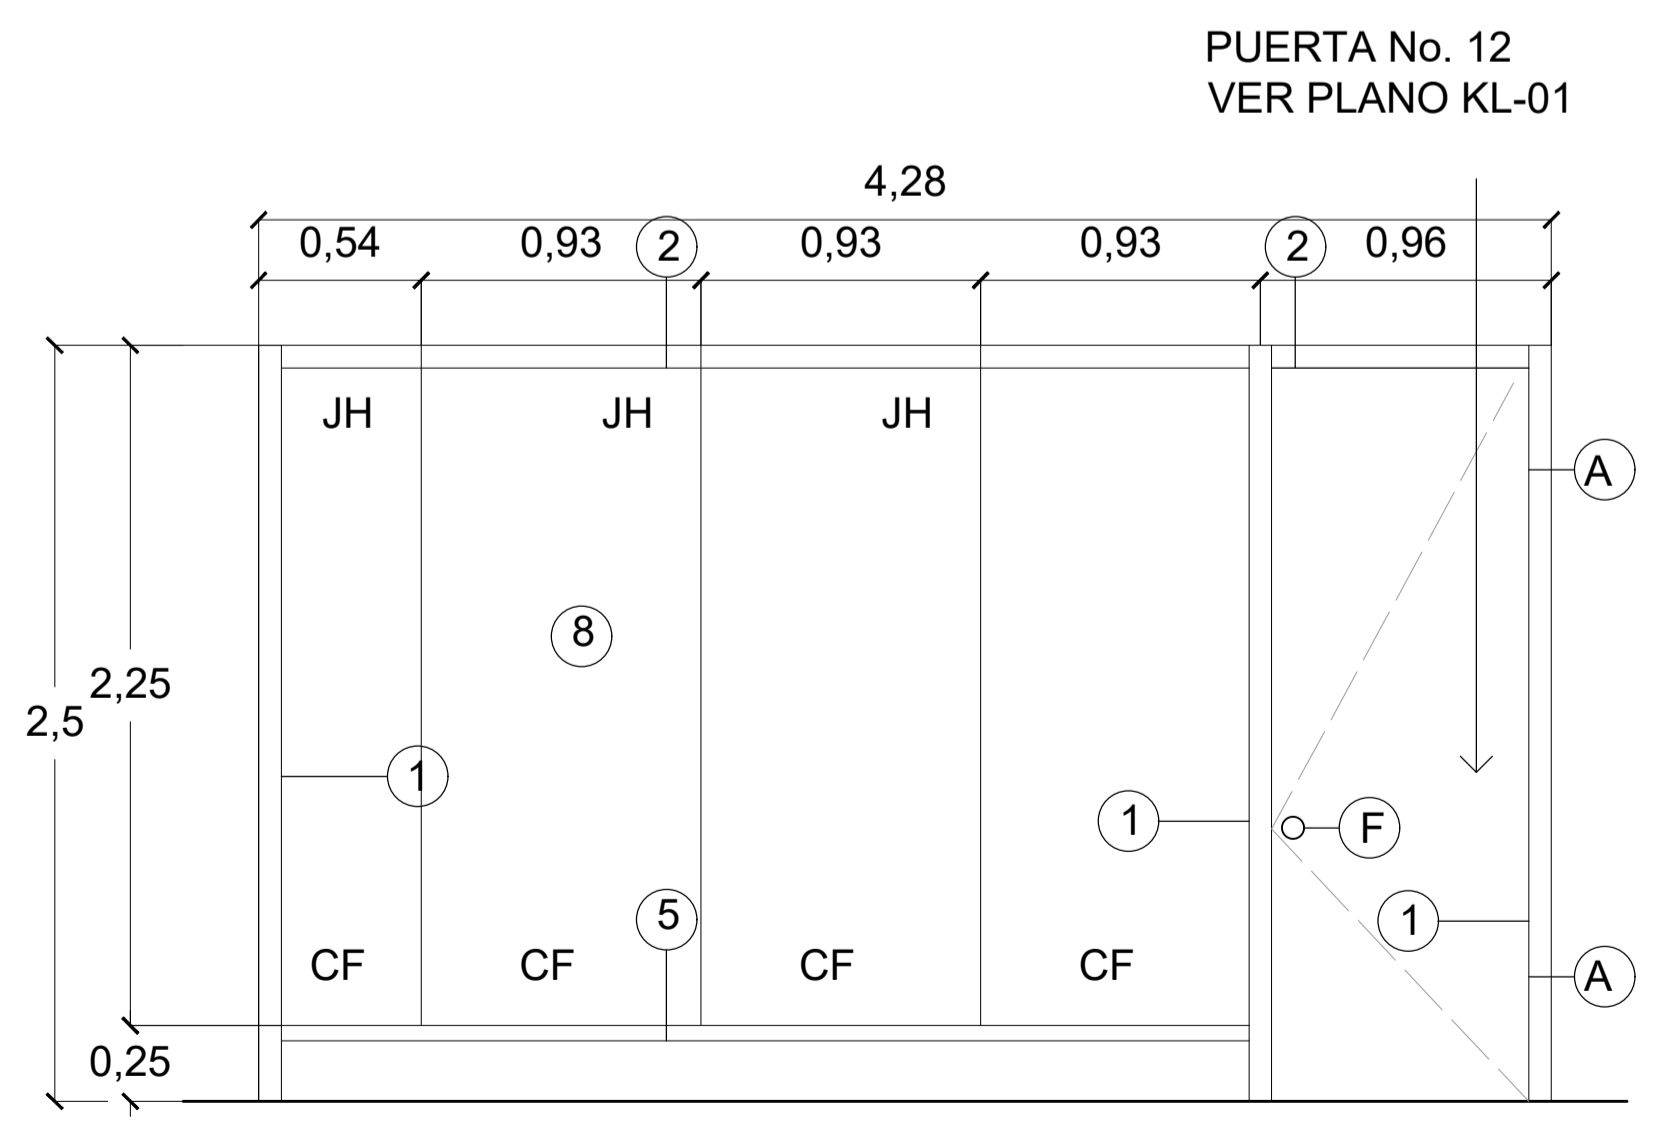 PUERTA No. 12
VER PLANO KL-01
4,28
0,54 0,93 2 0,93 0,93 2 0,96
JH JH JH
A
8
2,25
2,5
1
1 F
5 1
CF CF CF CF
A
0,25